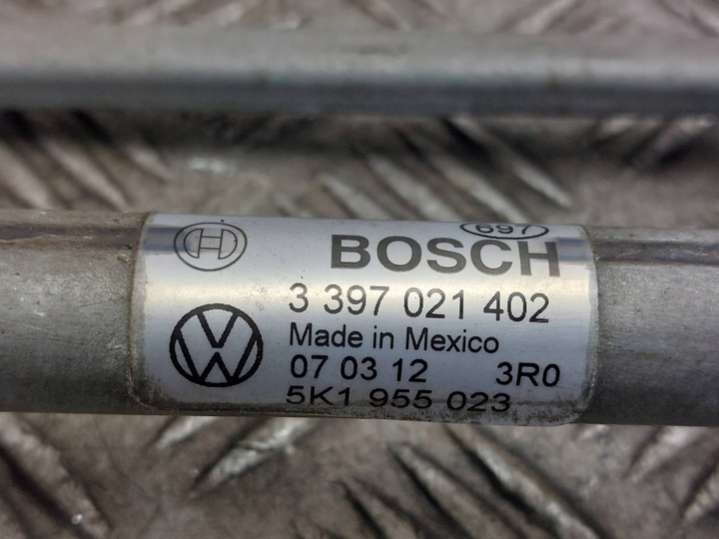 697
BOSCH
3 397 021 402
Made in Mexico
07 03 12 3R0
5K1 955 023